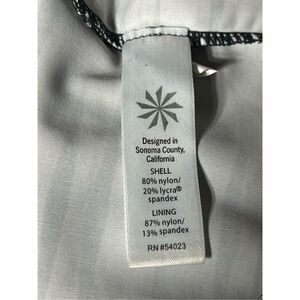 Designed in
Sonoma County,
California
SHELL
80% nylon/
20% lycra®
spandex
LINING
87% nylon/
13% spandex
RN #54023